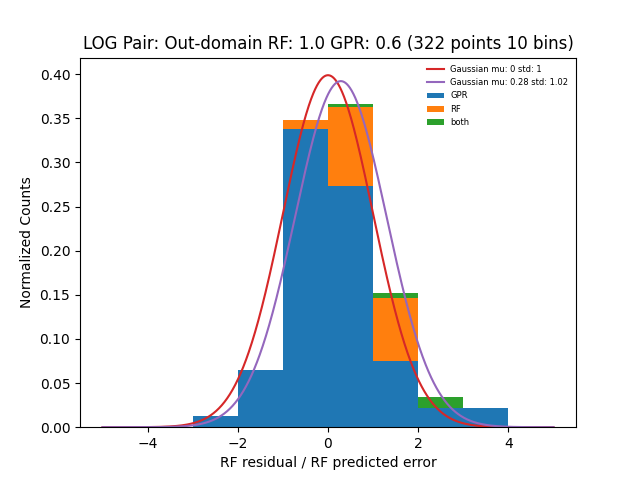 LOG Pair: Out-domain RF: 1.0 GPR: 0.6 (322 points 10 bins)
Gaussian mu: 0 std: 1
Gaussian mu: 0.28 std: 1.02
GPR
RF
both
Normalized Counts
0.40
0.35
0.30
0.25
0.20
0.15
0.10
0.05
0.00
−4
−2
0
2
4
RF residual / RF predicted error